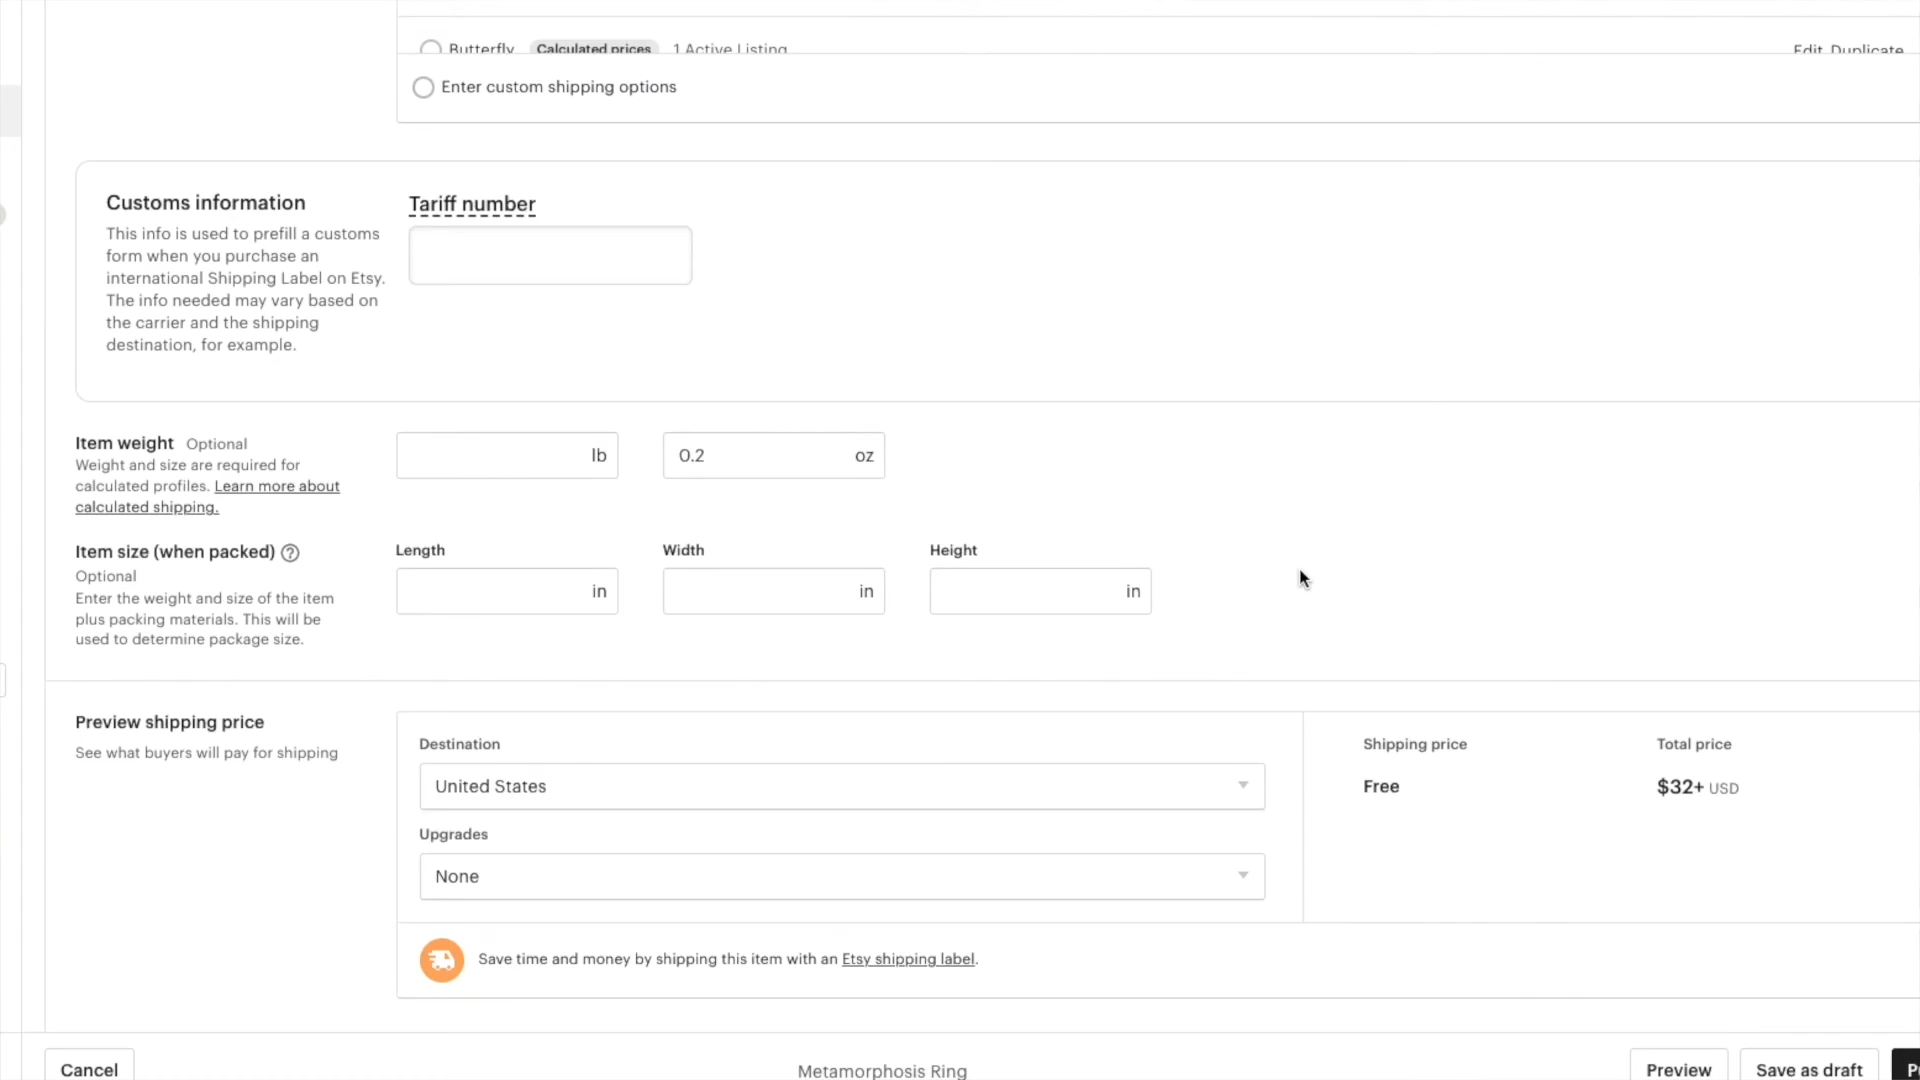 Butterfly Calculated prices 1 Active Listing Edit Duplicate
Enter custom shipping options
Customs information
This info is used to prefill a customs
form when you purchase an
international Shipping Label on Etsy.
The info needed may vary based on
the carrier and the shipping
destination, for example.
Tariff number
Item weight Optional
Weight and size are required for
calculated profiles. Learn more about
calculated shipping.
lb 0.2 oz
Item size (when packed) ?
Optional
Enter the weight and size of the item
plus packing materials. This will be
used to determine package size.
Length Width Height
in in in
Preview shipping price
See what buyers will pay for shipping
Destination
United States
Upgrades
None
Shipping price Total price
Free $32+ USD
Save time and money by shipping this item with an Etsy shipping label.
Cancel Metamorphosis Ring Preview Save as draft